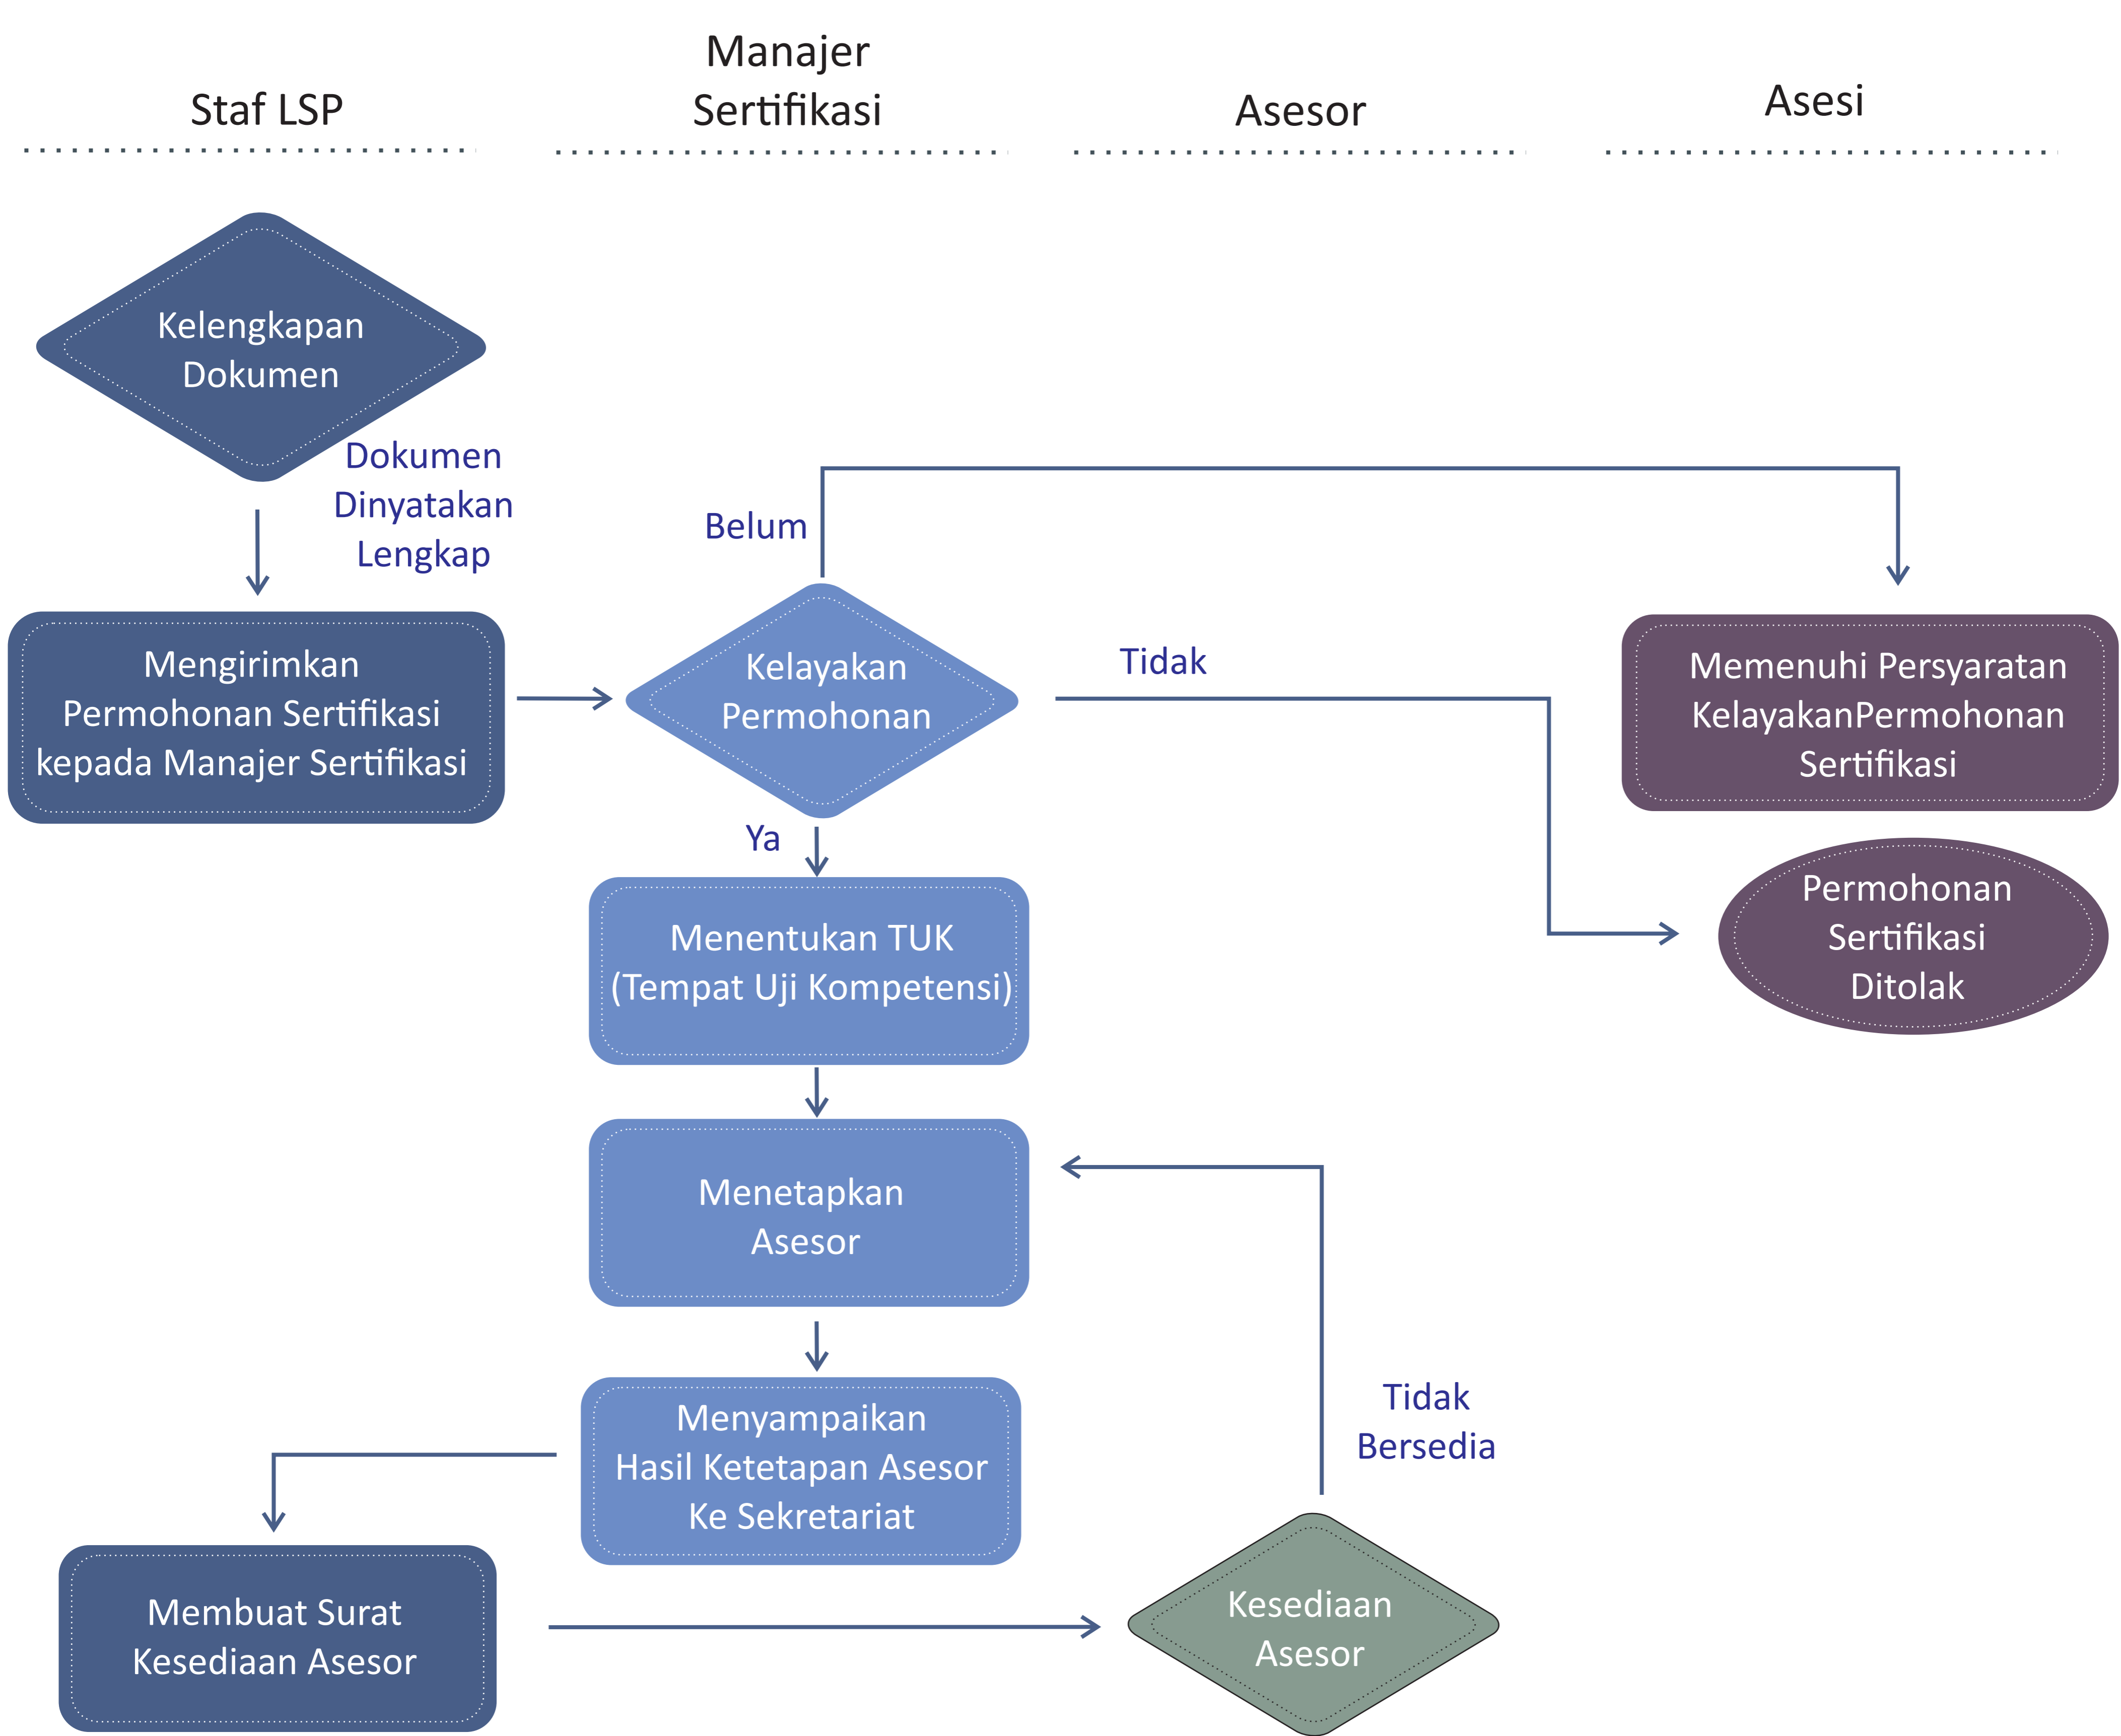 Staf LSP
Manajer
Sertifikasi
Asesor
Asesi
Kelengkapan
Dokumen
Dokumen
Dinyatakan
Lengkap
Mengirimkan
Permohonan Sertifikasi
kepada Manajer Sertifikasi
Belum
Kelayakan
Permohonan
Tidak
Memenuhi Persyaratan
KelayakanPermohonan
Sertifikasi
Permohonan
Sertifikasi
Ditolak
Ya
Menentukan TUK
(Tempat Uji Kompetensi)
Menetapkan
Asesor
Menyampaikan
Hasil Ketetapan Asesor
Ke Sekretariat
Tidak
Bersedia
Membuat Surat
Kesediaan Asesor
Kesediaan
Asesor